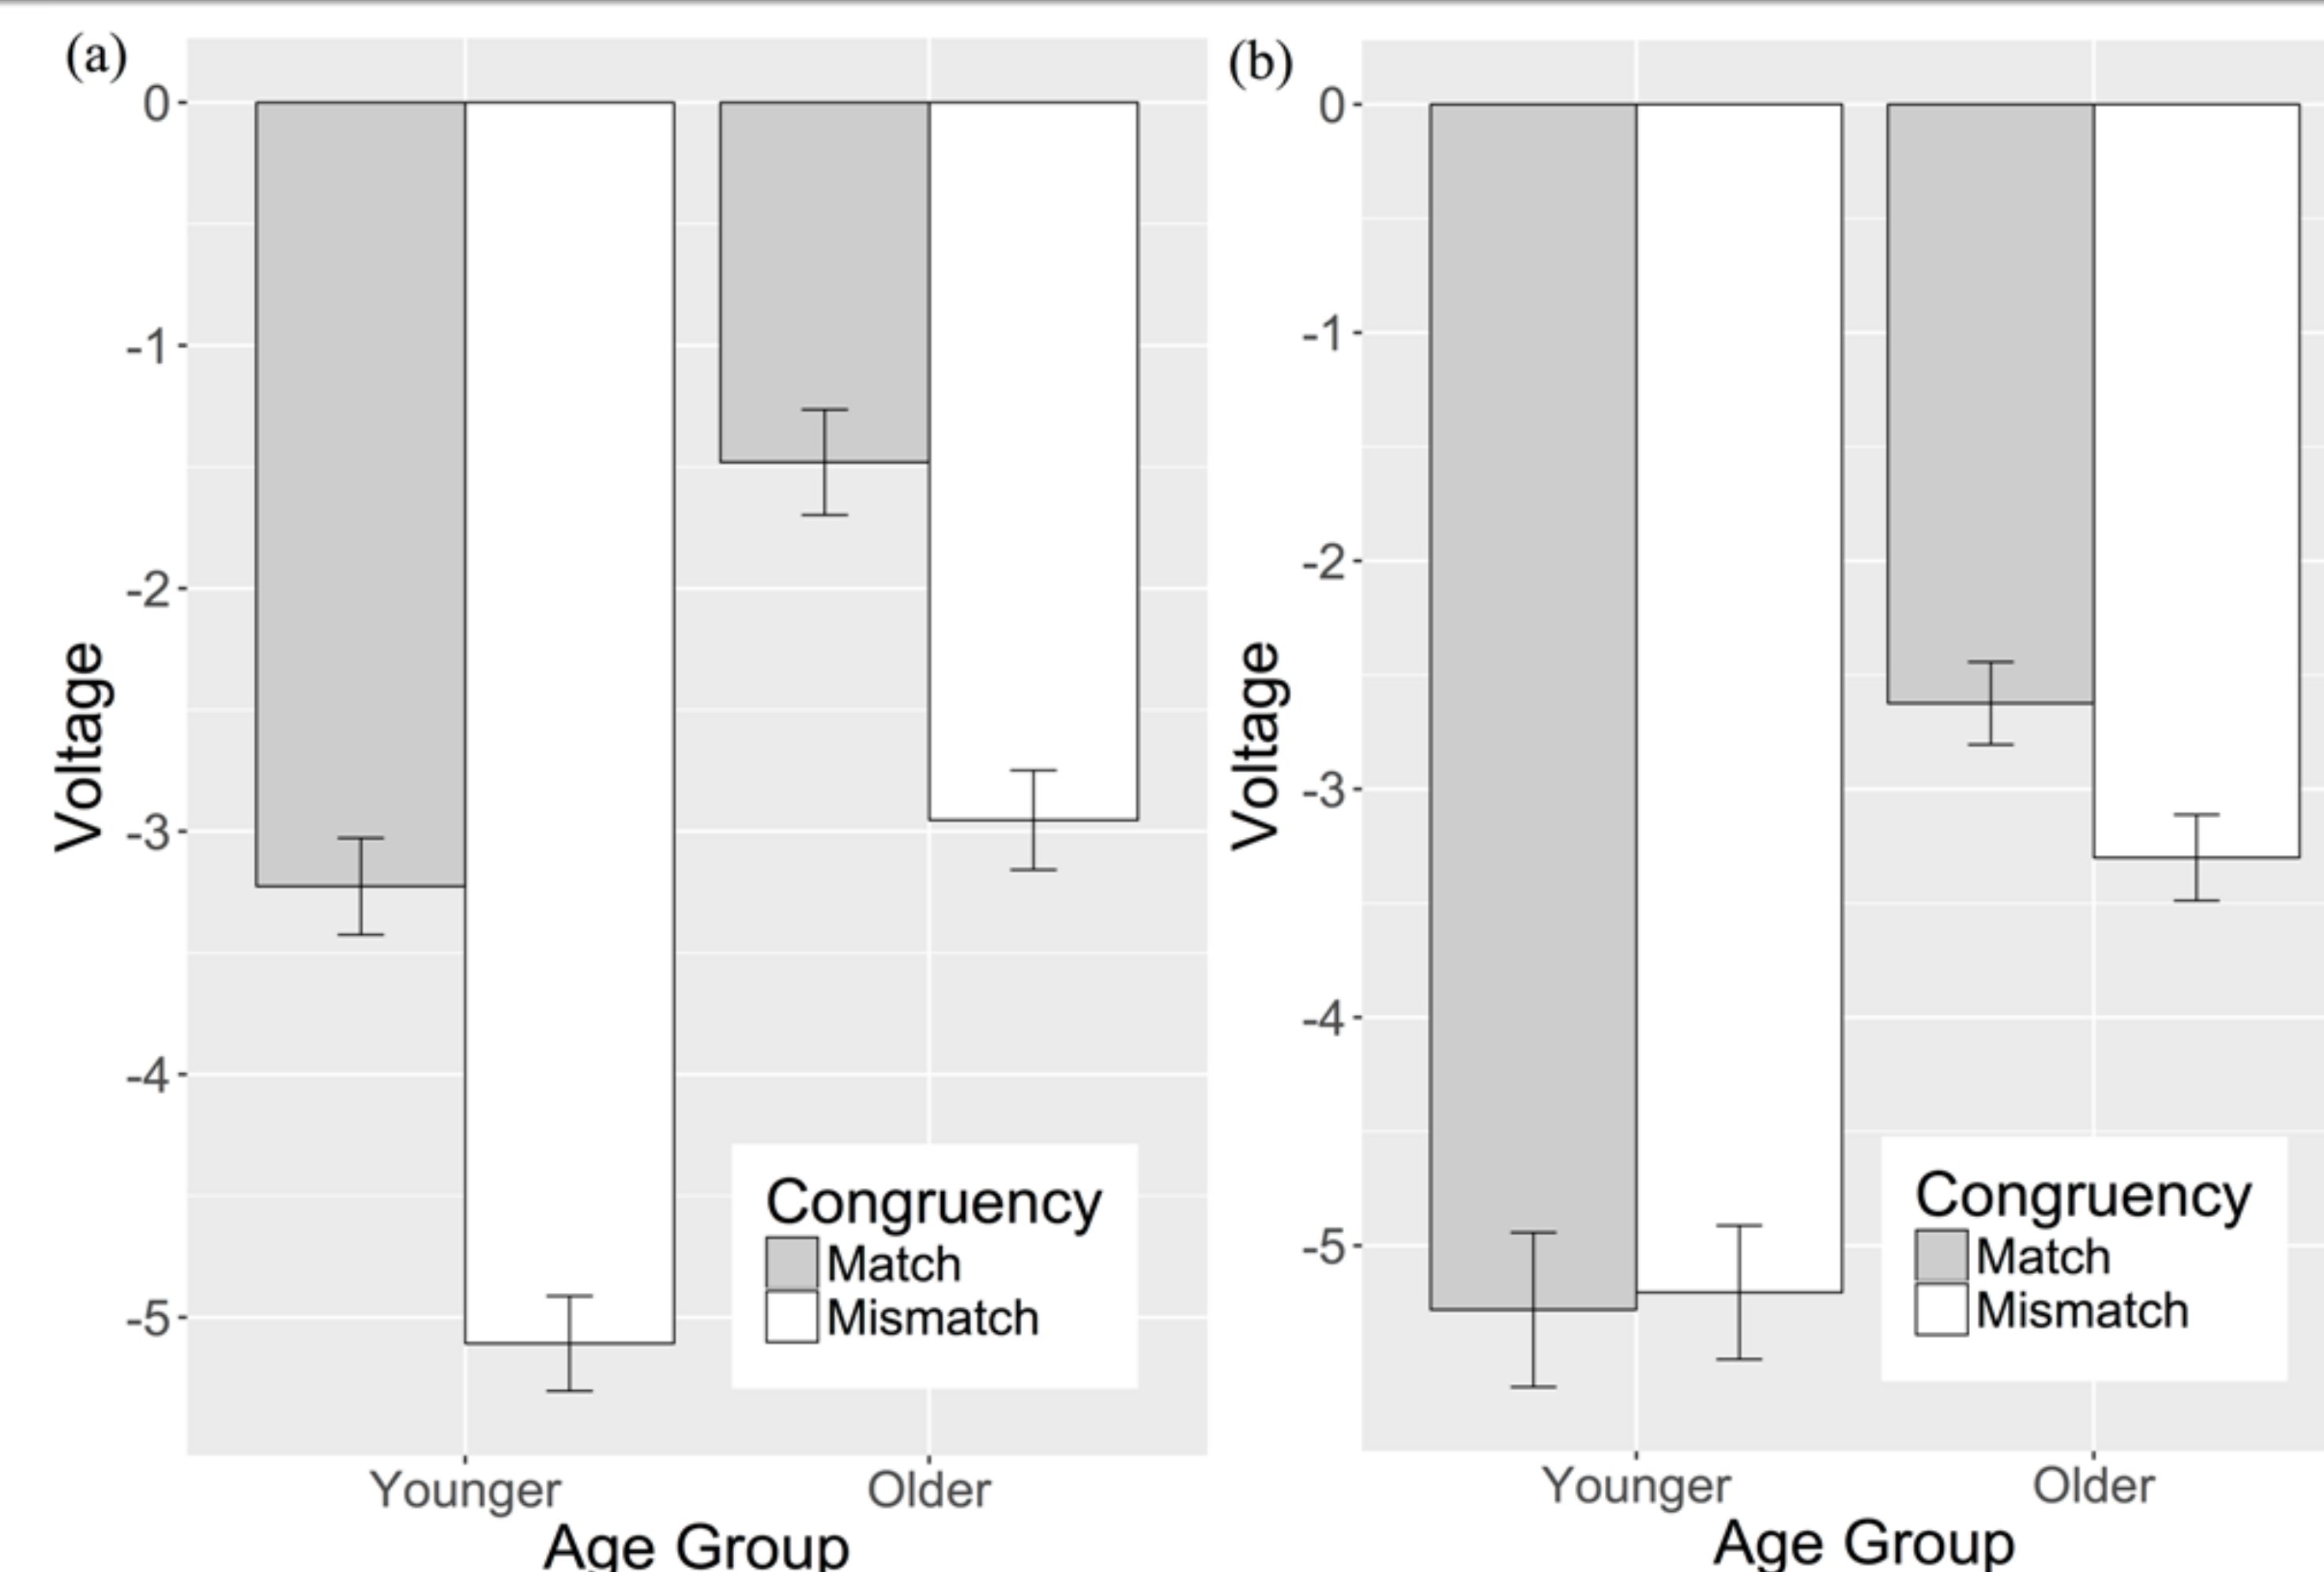 (a)
0
-1
-2
-3
-4
-5
Voltage
Congruency
Match
Mismatch
Younger Older
Age Group
(b)
0
-1
-2
-3
-4
-5
Voltage
Congruency
Match
Mismatch
Younger Older
Age Group